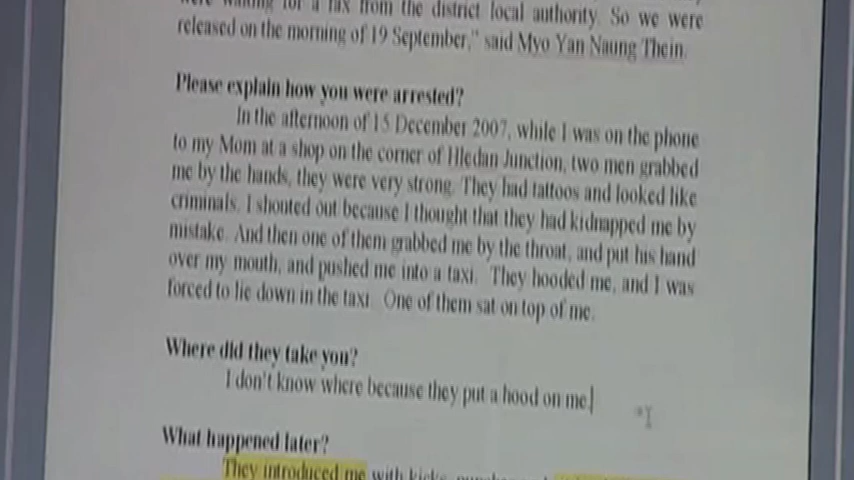 were waiting for a fax from the district local authority. So we were
released on the morning of 19 September," said Myo Yan Naung Thein.
Please explain how you were arrested?
In the afternoon of 15 December 2007, while I was on the phone
to my Mom at a shop on the corner of Hledan Junction, two men grabbed
me by the hands, they were very strong. They had tattoos and looked like
criminals. I shouted out because I thought that they had kidnapped me by
mistake. And then one of them grabbed me by the throat, and put his hand
over my mouth, and pushed me into a taxi. They hooded me, and I was
forced to lie down in the taxi. One of them sat on top of me.
Where did they take you?
I don't know where because they put a hood on me.
What happened later?
They introduced me with kicks,